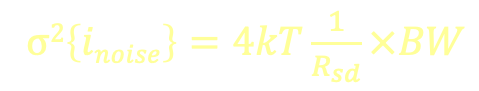 σ²{i_noise} = 4kT 1/R_sd ×BW